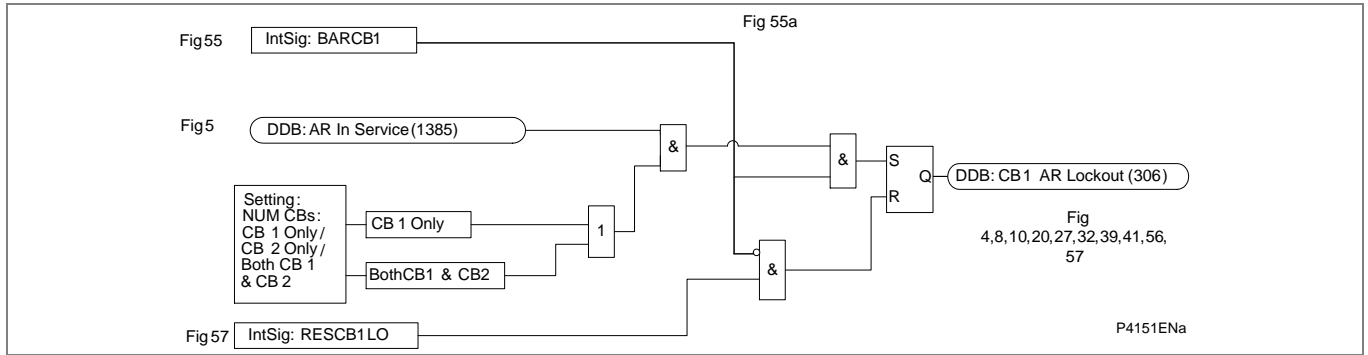 Fig 55a
Fig 55
IntSig: BARCB1
Fig 5
DDB: AR In Service (1385)
&
&
S
Q
R
DDB: CB1 AR Lockout (306)
Setting:
NUM CBs:
CB 1 Only /
CB 2 Only /
Both CB 1
& CB 2
CB 1 Only
1
BothCB1 & CB2
&
Fig
4,8,10,20,27,32,39,41,56,
57
Fig 57
IntSig: RESCB1LO
P4151ENa